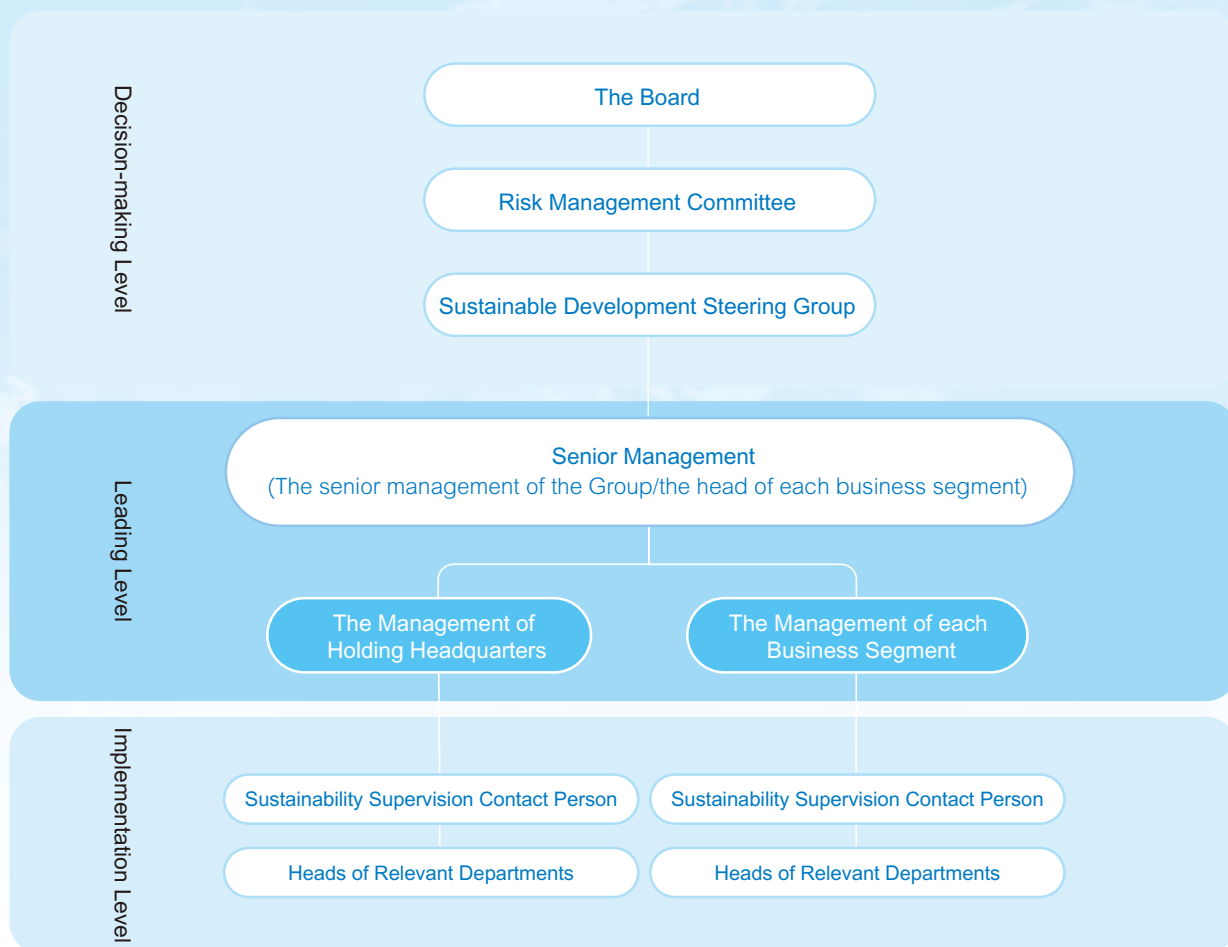 Decision-making Level
The Board
Risk Management Committee
Sustainable Development Steering Group
Leading Level
Senior Management
(The senior management of the Group/the head of each business segment)
The Management of
Holding Headquarters
The Management of each
Business Segment
Implementation Level
Sustainability Supervision Contact Person
Sustainability Supervision Contact Person
Heads of Relevant Departments
Heads of Relevant Departments